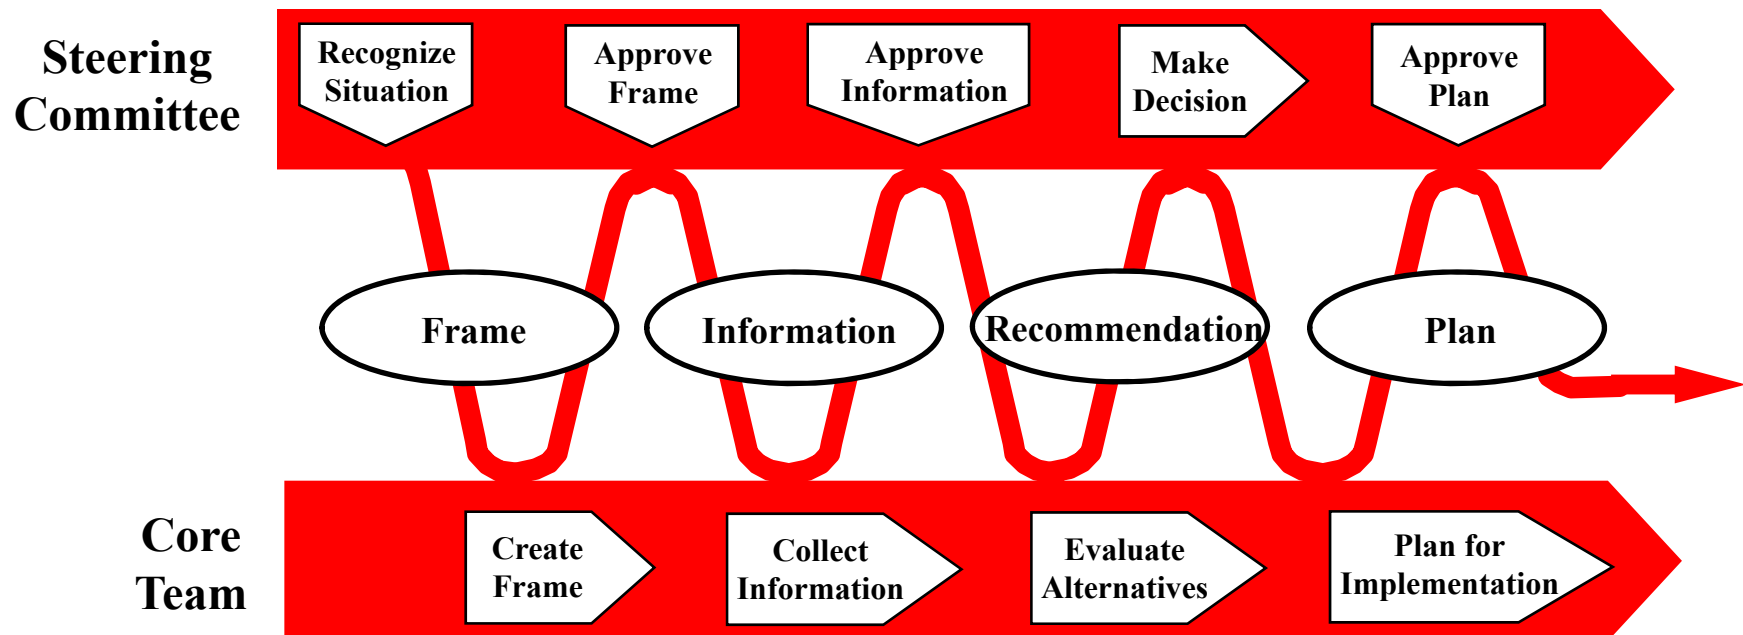 Steering
Committee
Recognize
Situation
Approve
Frame
Approve
Information
Make
Decision
Approve
Plan
Frame
Information
Recommendation
Plan
Core
Team
Create
Frame
Collect
Information
Evaluate
Alternatives
Plan for
Implementation